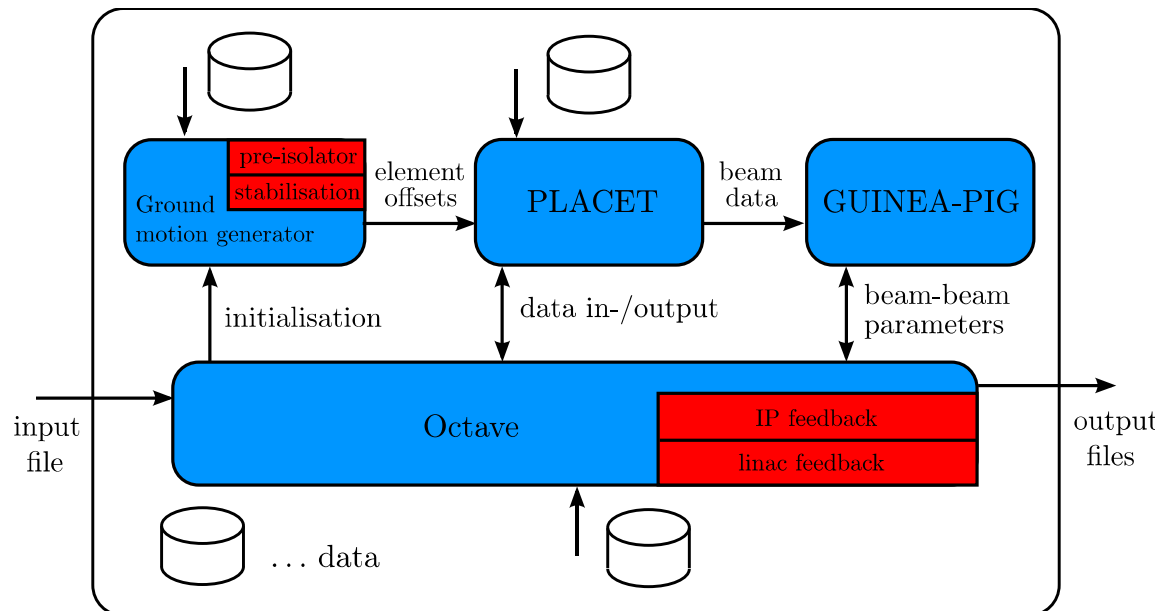 pre-isolator
stabilisation
Ground
motion generator
element
offsets
PLACET
beam
data
GUINEA-PIG
initialisation
data in-/output
beam-beam
parameters
input
file
Octave
IP feedback
linac feedback
output
files
... data